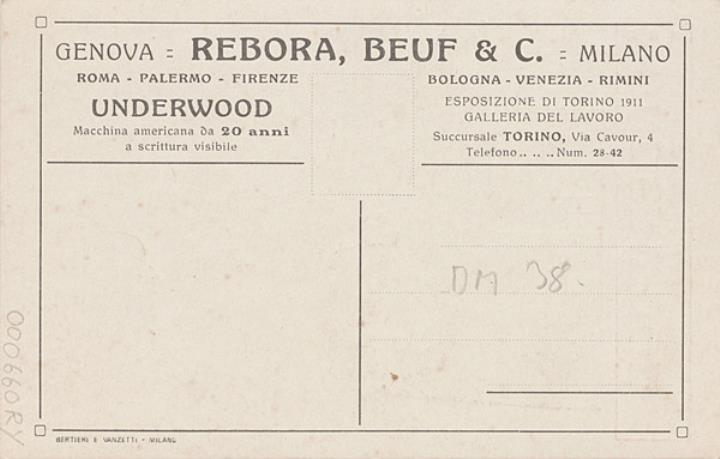 GENOVA = REBORA, BEUF & C. = MILANO
ROMA - PALERMO - FIRENZE
BOLOGNA - VENEZIA - RIMINI
UNDERWOOD
Macchina americana da 20 anni
a scrittura visibile
ESPOSIZIONE DI TORINO 1911
GALLERIA DEL LAVORO
Succursale TORINO, Via Cavour, 4
Telefono .. .. .. Num. 28-42
DM 38.
000660RY
BERTIERI E VANZETTI - MILANO